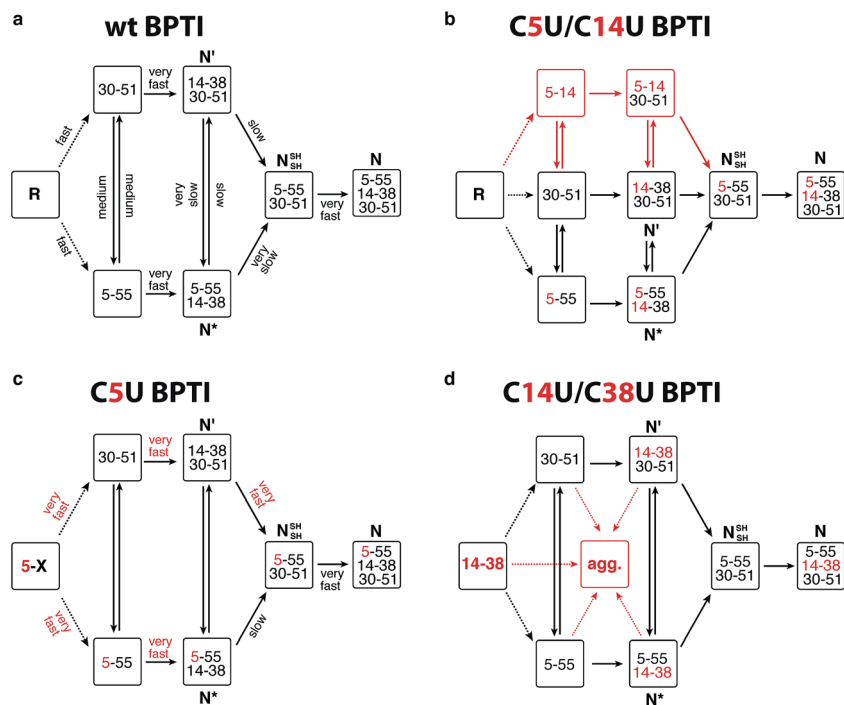 a
wt BPTI
N'
30-51
very
fast
14-38
30-51
fast
slow
R
medium
medium
very
slow
slow
N SH SH
5-55
30-51
very
fast
N
5-55
14-38
30-51
fast
very
slow
5-55
very
fast
5-55
14-38
N*
b
C5U/C14U BPTI
5-14
5-14
30-51
N SH SH
N
R
30-51
14-38
30-51
5-55
30-51
5-55
14-38
30-51
N'
5-55
5-55
14-38
N*
c
C5U BPTI
N'
30-51
very
fast
14-38
30-51
very
fast
very
fast
5-X
N SH SH
5-55
30-51
very
fast
N
5-55
14-38
30-51
very
fast
slow
5-55
very
fast
5-55
14-38
N*
d
C14U/C38U BPTI
N'
30-51
14-38
30-51
14-38
agg.
N SH SH
5-55
30-51
N
5-55
14-38
30-51
5-55
5-55
14-38
N*